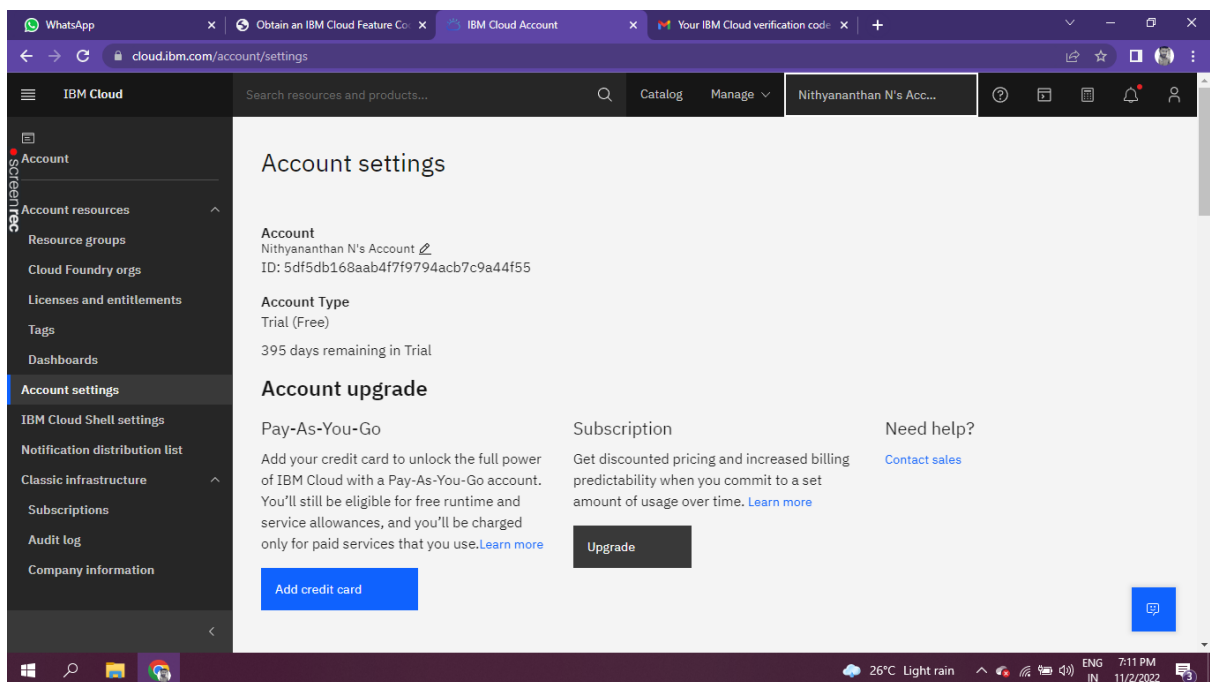 WhatsApp
Obtain an IBM Cloud Feature Co
IBM Cloud Account
Your IBM Cloud verification code
cloud.ibm.com/account/settings
IBM Cloud
Search resources and products...
Catalog
Manage
Nithyananthan N's Acc...
Account
screenrec
Account resources
Resource groups
Cloud Foundry orgs
Licenses and entitlements
Tags
Dashboards
Account settings
IBM Cloud Shell settings
Notification distribution list
Classic infrastructure
Subscriptions
Audit log
Company information
Account settings
Account
Nithyananthan N's Account
ID: 5df5db168aab4f7f9794acb7c9a44f55
Account Type
Trial (Free)
395 days remaining in Trial
Account upgrade
Pay-As-You-Go
Add your credit card to unlock the full power
of IBM Cloud with a Pay-As-You-Go account.
You'll still be eligible for free runtime and
service allowances, and you'll be charged
only for paid services that you use.Learn more
Add credit card
Subscription
Get discounted pricing and increased billing
predictability when you commit to a set
amount of usage over time. Learn more
Upgrade
Need help?
Contact sales
26°C Light rain
ENG
IN
7:11 PM
11/2/2022
3